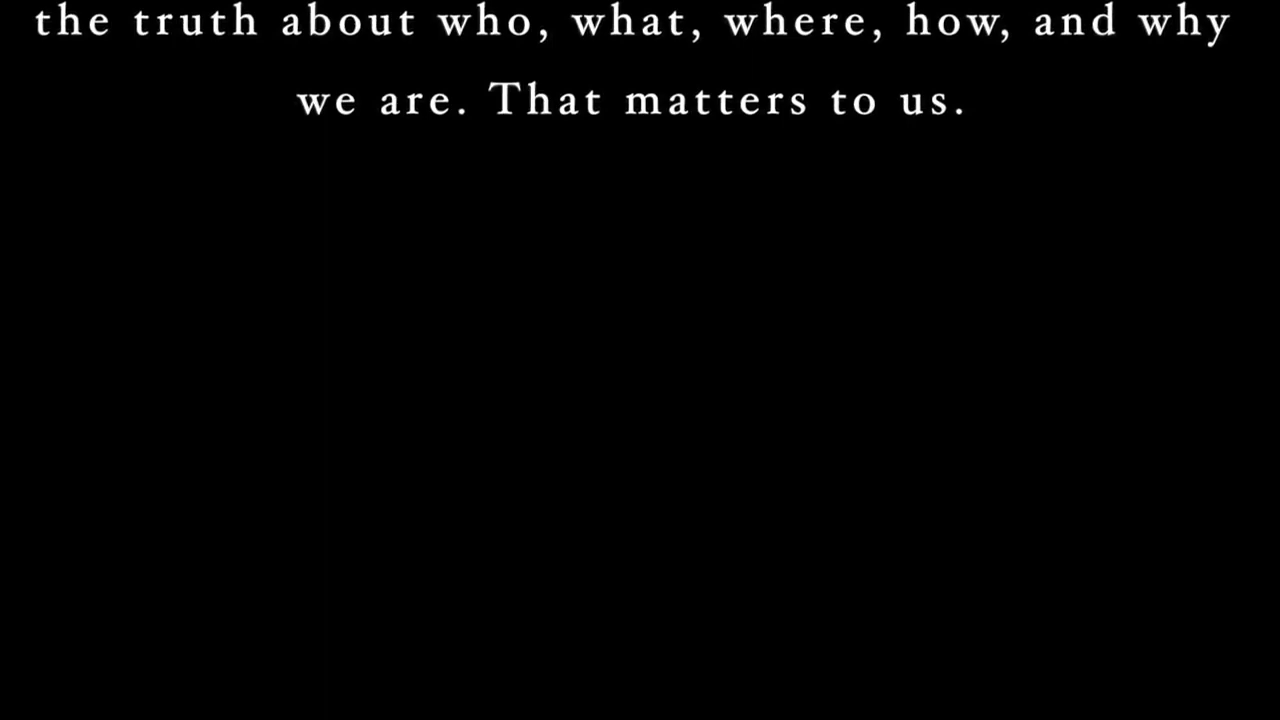 the truth about who, what, where, how, and why
we are. That matters to us.